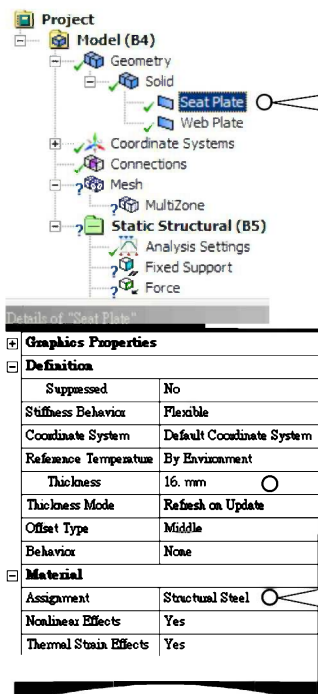 Project
Model (B4)
Geometry
Solid
Seat Plate
Web Plate
Coordinate Systems
Connections
Mesh
MultiZone
Static Structural (B5)
Analysis Settings
Fixed Support
Force
Details of "Seat Plate"
Graphics Properties
Definition
Suppressed No
Stiffness Behavior Flexible
Coordinate System Default Coordinate System
Reference Temperature By Environment
Thickness 16. mm
Thickness Mode Refresh on Update
Offset Type Middle
Behavior None
Material
Assignment Structural Steel
Nonlinear Effects Yes
Thermal Strain Effects Yes